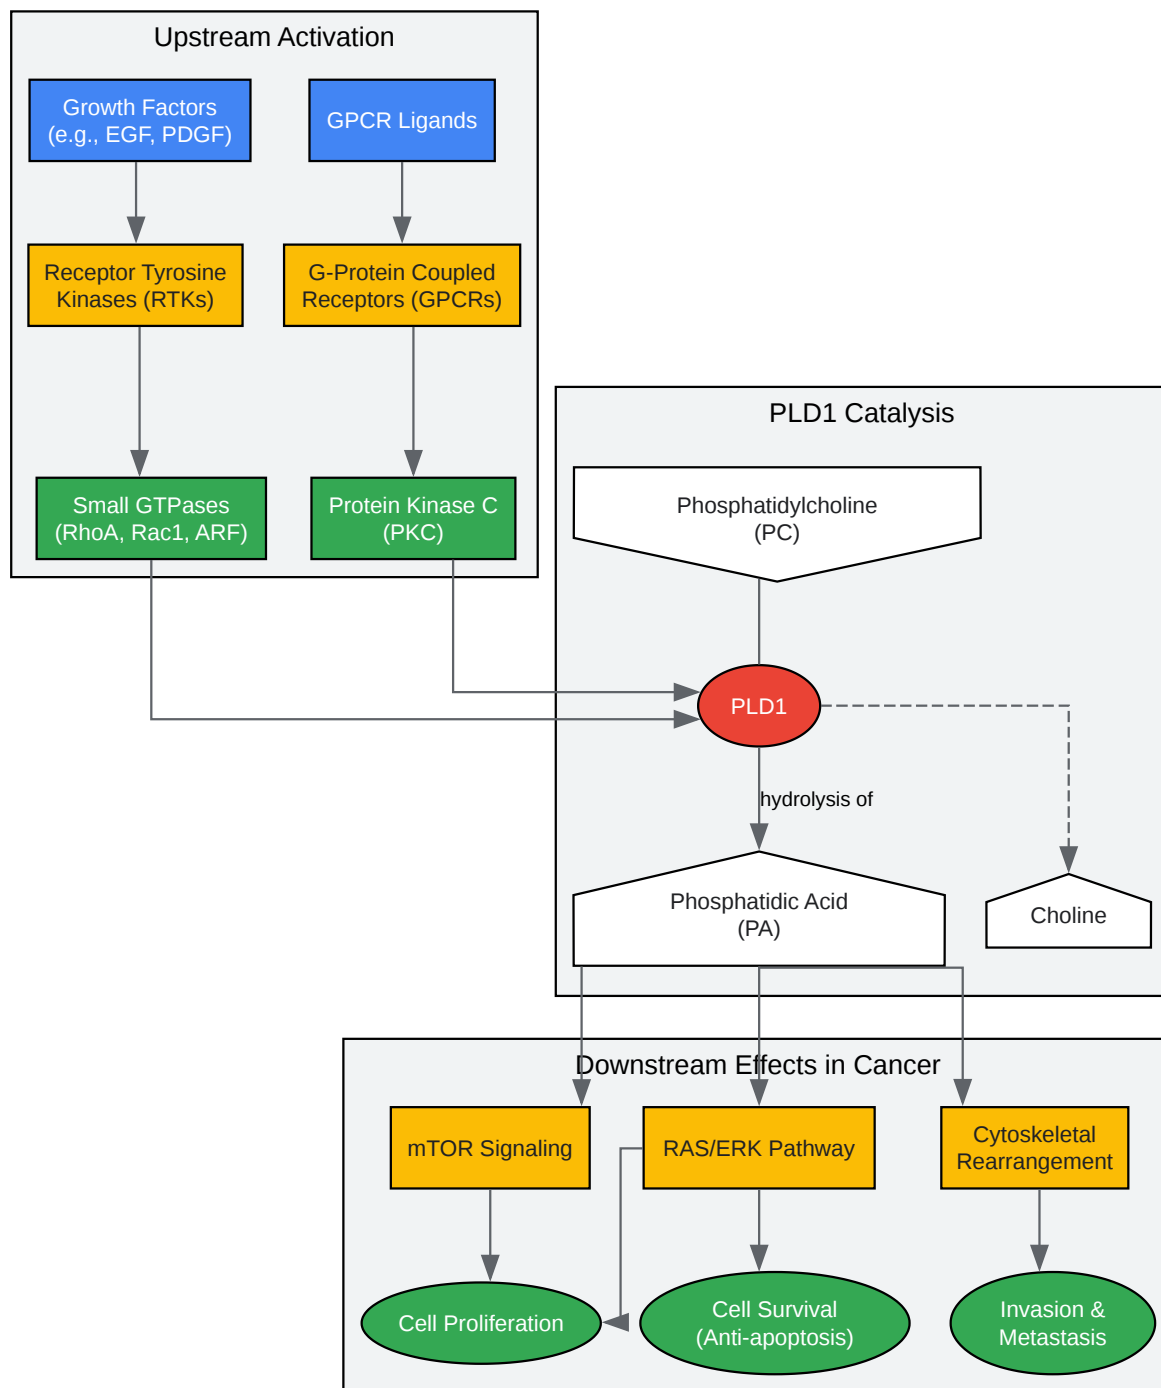 Upstream Activation
Growth Factors
(e.g., EGF, PDGF)
GPCR Ligands
Receptor Tyrosine
Kinases (RTKs)
G-Protein Coupled
Receptors (GPCRs)
Small GTPases
(RhoA, Rac1, ARF)
Protein Kinase C
(PKC)
PLD1 Catalysis
Phosphatidylcholine
(PC)
PLD1
hydrolysis of
Phosphatidic Acid
(PA)
Choline
Downstream Effects in Cancer
mTOR Signaling
RAS/ERK Pathway
Cytoskeletal
Rearrangement
Cell Proliferation
Cell Survival
(Anti-apoptosis)
Invasion &
Metastasis